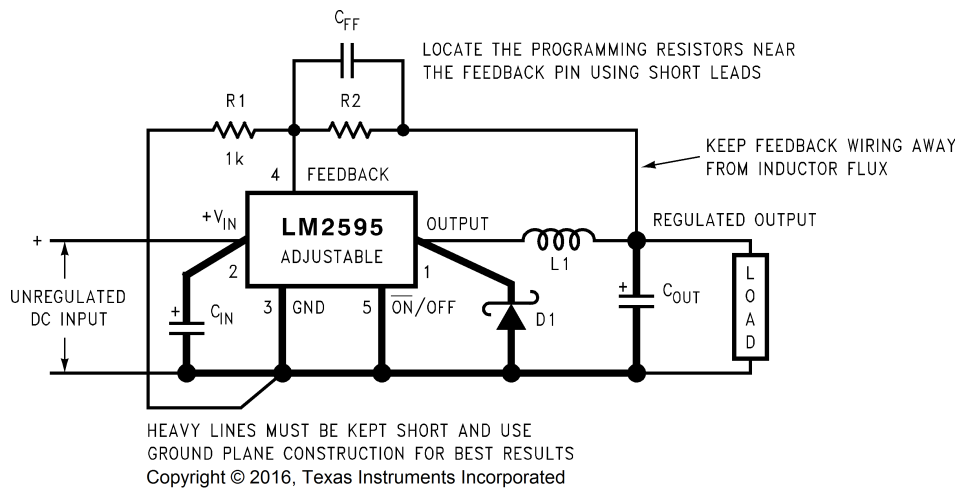 CFF
LOCATE THE PROGRAMMING RESISTORS NEAR
THE FEEDBACK PIN USING SHORT LEADS
R1
R2
1k
KEEP FEEDBACK WIRING AWAY
FROM INDUCTOR FLUX
4
FEEDBACK
+VIN
LM2595
ADJUSTABLE
OUTPUT
REGULATED OUTPUT
+
2
1
L1
UNREGULATED
DC INPUT
+
CIN
3
GND
5
ON/OFF
D1
+
COUT
LOAD
HEAVY LINES MUST BE KEPT SHORT AND USE
GROUND PLANE CONSTRUCTION FOR BEST RESULTS
Copyright © 2016, Texas Instruments Incorporated